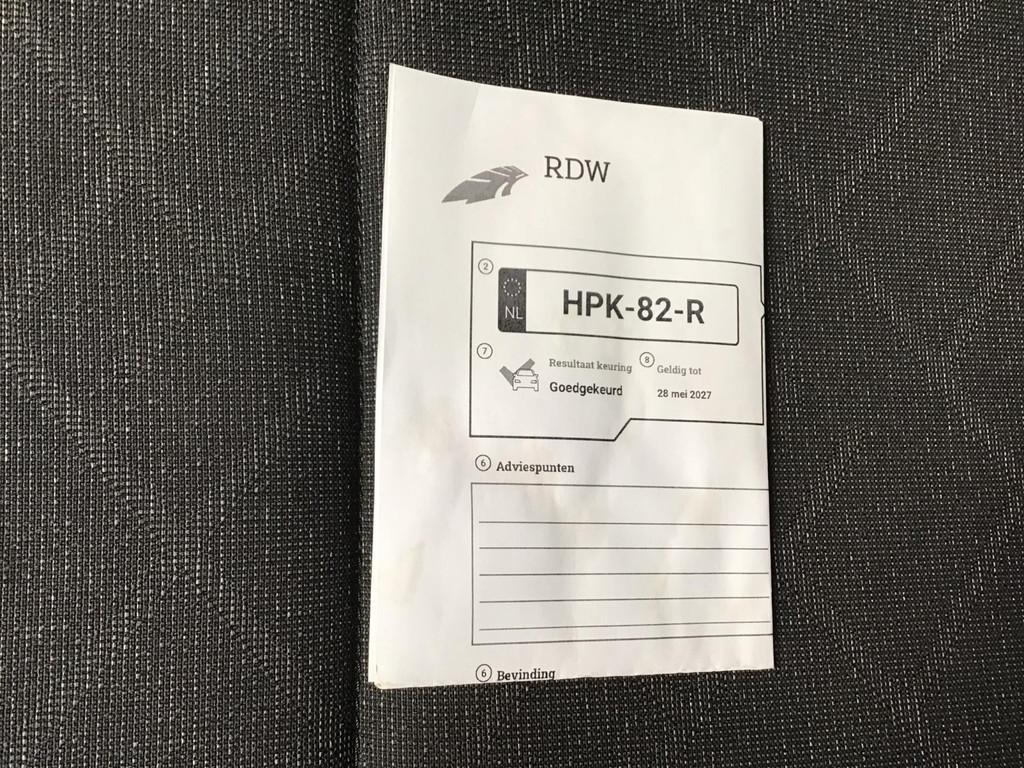 RDW
2
NL
HPK-82-R
7
Resultaat keuring
8
Geldig tot
Goedgekeurd
28 mei 2027
6 Adviespunten
6 Bevinding